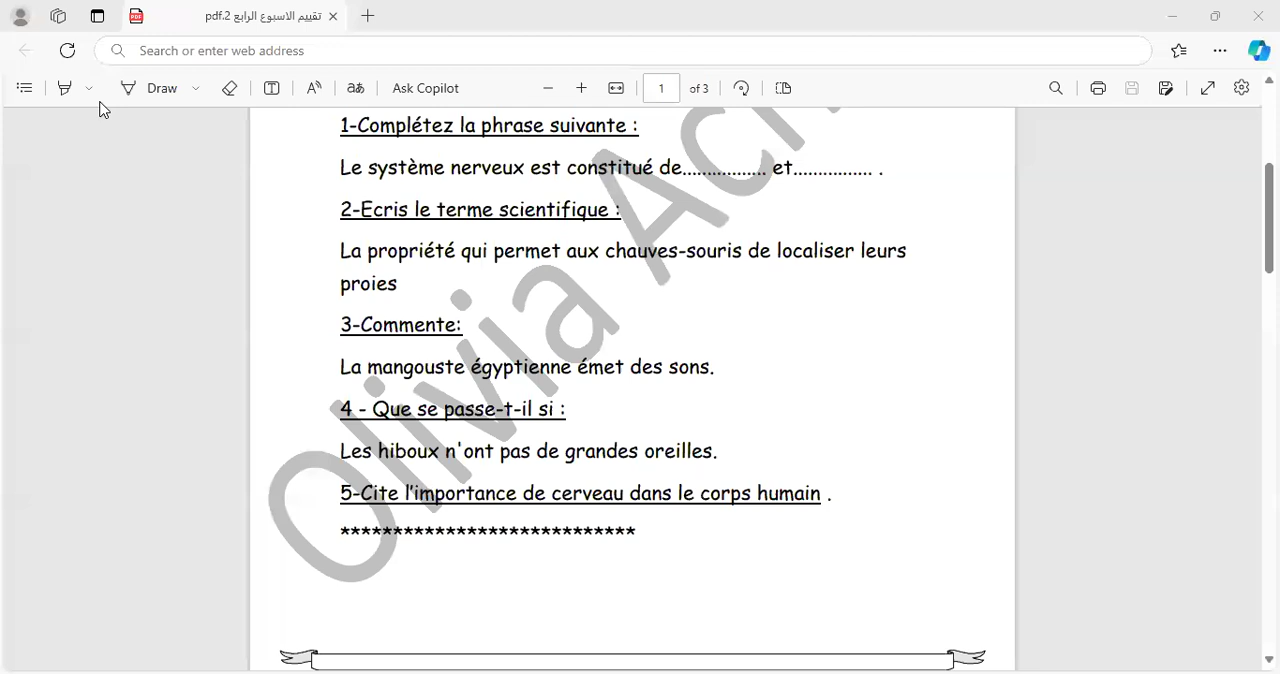 تقييم الاسبوع الرابع 2.pdf
Search or enter web address
Draw
Ask Copilot
1 of 3
1-Complétez la phrase suivante :
Le système nerveux est constitué de................ et............... .
2-Ecris le terme scientifique :
La propriété qui permet aux chauves-souris de localiser leurs
proies
3-Commente:
La mangouste égyptienne émet des sons.
4 - Que se passe-t-il si :
Les hiboux n'ont pas de grandes oreilles.
5-Cite l'importance de cerveau dans le corps humain .
****************************
Olivia